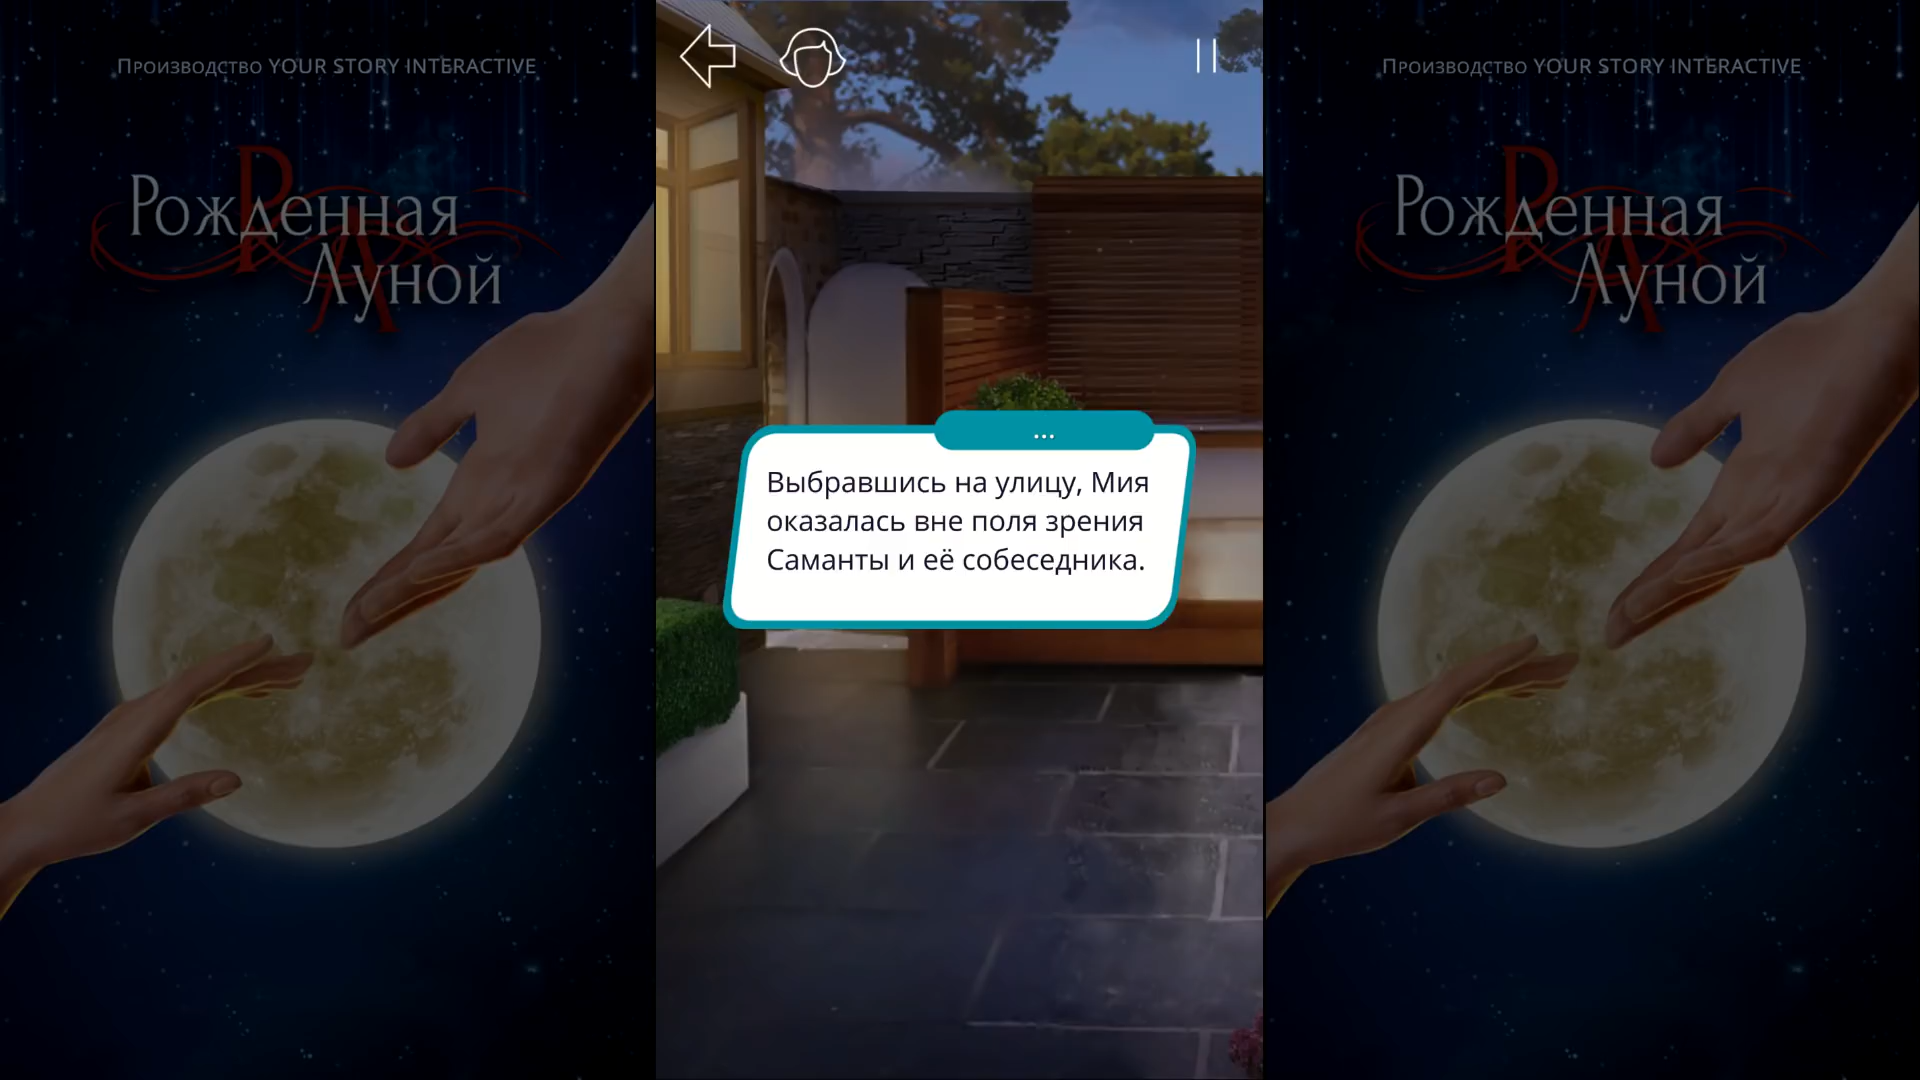 Производство YOUR STORY INTERACTIVE
Рожденная
Луной
...
Выбравшись на улицу, Мия
оказалась вне поля зрения
Саманты и её собеседника.
Производство YOUR STORY INTERACTIVE
Рожденная
Луной